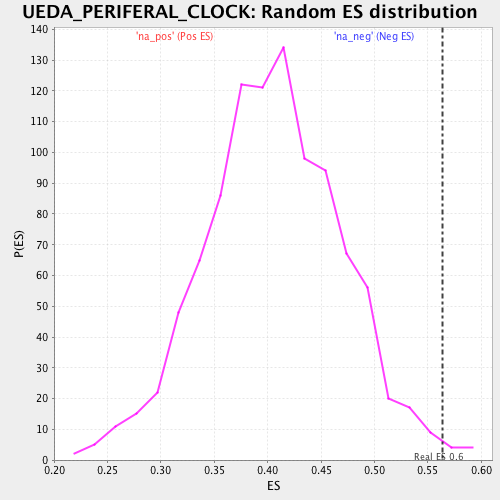 UEDA_PERIFERAL_CLOCK: Random ES distribution
'na_pos' (Pos ES) 'na_neg' (Neg ES)
140
130
120
110
100
90
80
70
60
50
40
30
20
10
0
P(ES)
Real ES 0.6
0.20 0.25 0.30 0.35 0.40 0.45 0.50 0.55 0.60
ES